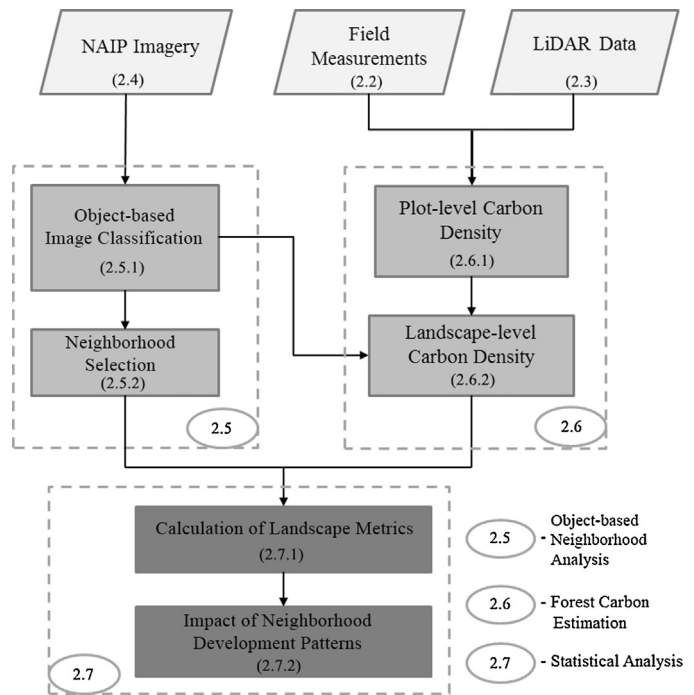 NAIP Imagery
(2.4)
Field
Measurements
(2.2)
LiDAR Data
(2.3)
Object-based
Image Classification
(2.5.1)
Plot-level Carbon
Density
(2.6.1)
Neighborhood
Selection
(2.5.2)
Landscape-level
Carbon Density
(2.6.2)
2.5
2.6
Calculation of Landscape Metrics
(2.7.1)
Impact of Neighborhood
Development Patterns
(2.7.2)
2.7
2.5 - Object-based
Neighborhood
Analysis
2.6 - Forest Carbon
Estimation
2.7 - Statistical Analysis